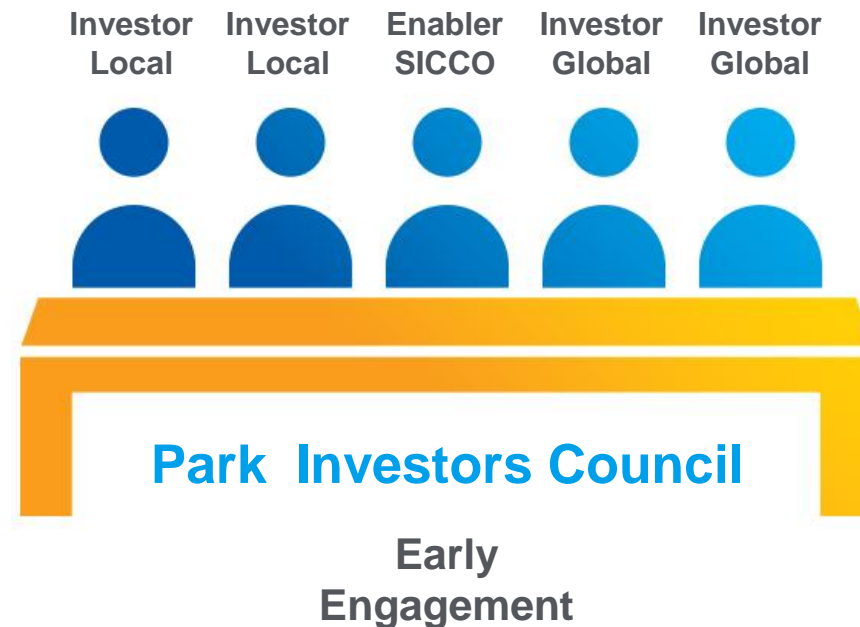 Investor Investor Enabler Investor Investor
Local Local SICCO Global Global
Park Investors Council
Early
Engagement